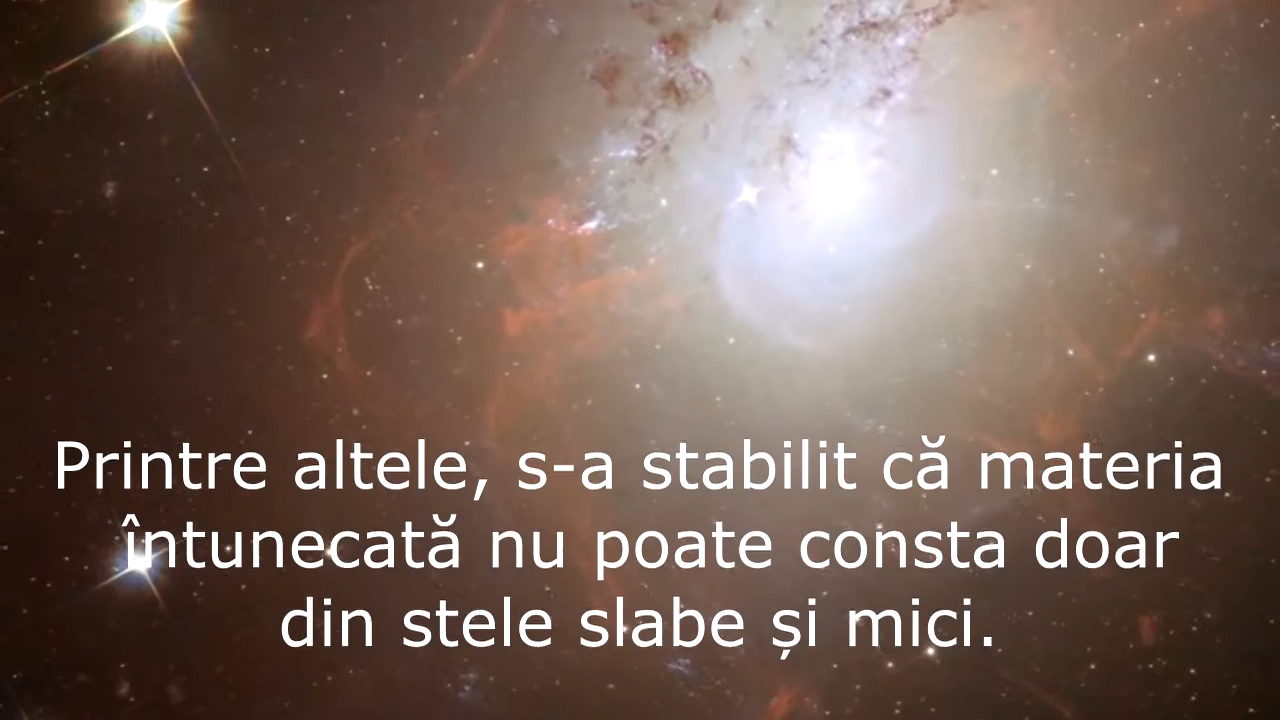 Printre altele, s-a stabilit că materia
întunecată nu poate consta doar
din stele slabe și mici.